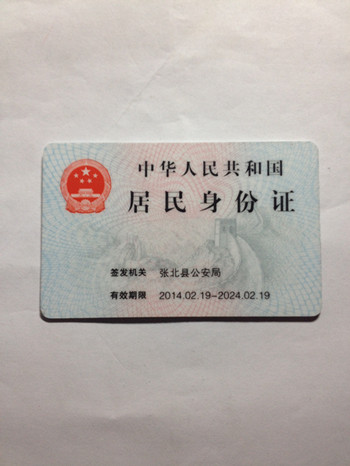 中华人民共和国
居民身份证
签发机关 张北县公安局
有效期限 2014.02.19-2024.02.19